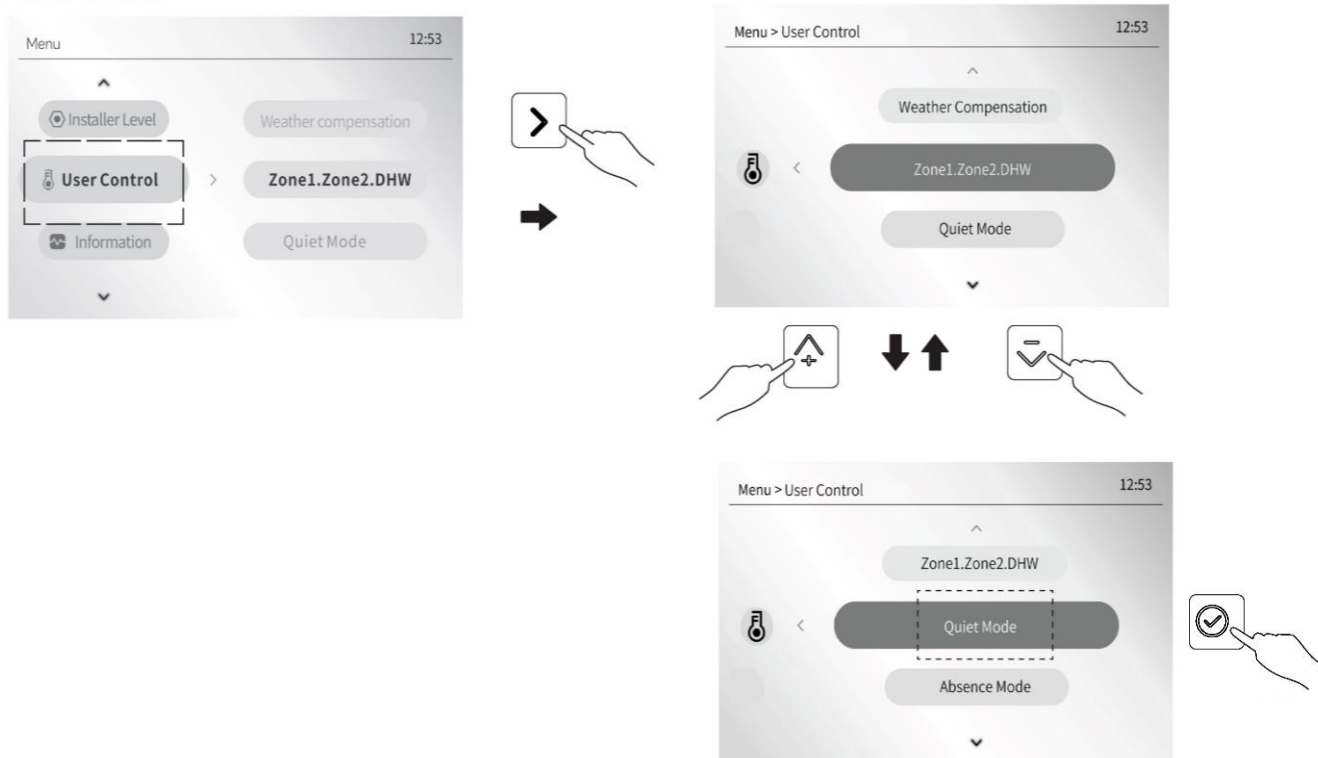 Menu 12:53
Installer Level
Weather compensation
User Control
Zone1.Zone2.DHW
Information
Quiet Mode
Menu > User Control 12:53
Weather Compensation
Zone1.Zone2.DHW
Quiet Mode
Menu > User Control 12:53
Zone1.Zone2.DHW
Quiet Mode
Absence Mode